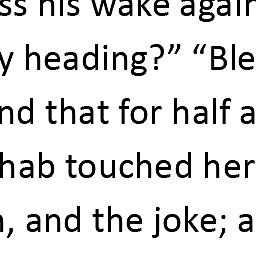 ss his wake again
y heading?” “Ble
nd that for half a
hab touched her
, and the joke; a